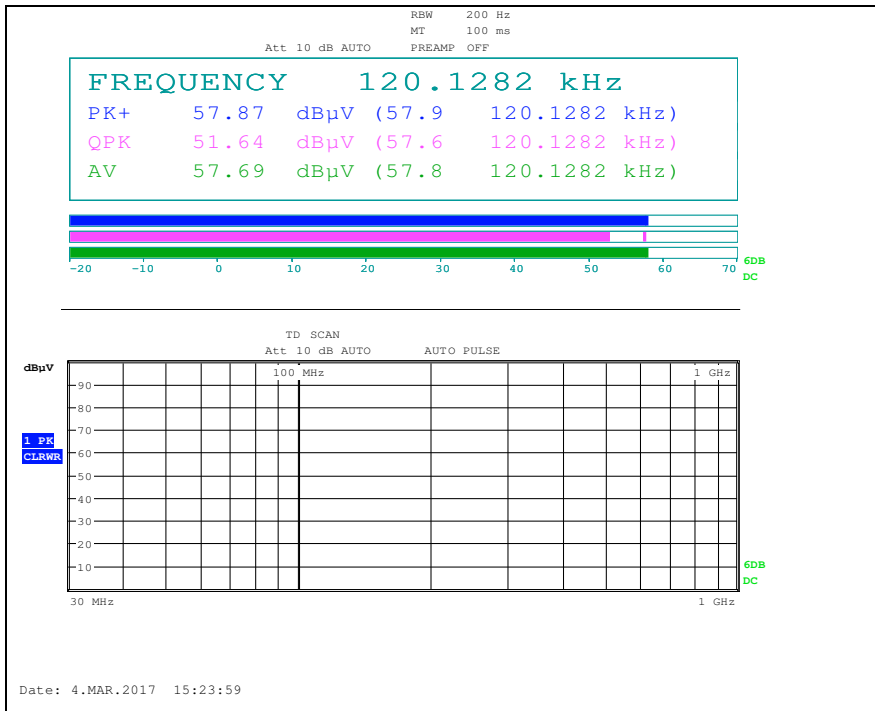 RBW 200 Hz
MT 100 ms
Att 10 dB AUTO PREAMP OFF
FREQUENCY 120.1282 kHz
PK+ 57.87 dBµV (57.9 120.1282 kHz)
QPK 51.64 dBµV (57.6 120.1282 kHz)
AV 57.69 dBµV (57.8 120.1282 kHz)
-20 -10 0 10 20 30 40 50 60 70
6DB
DC
TD SCAN
Att 10 dB AUTO AUTO PULSE
dBµV
100 MHz 1 GHz
90
80
70
1 PK
60
CLRWR
50
40
30
20
10
6DB
DC
30 MHz 1 GHz
Date: 4.MAR.2017 15:23:59